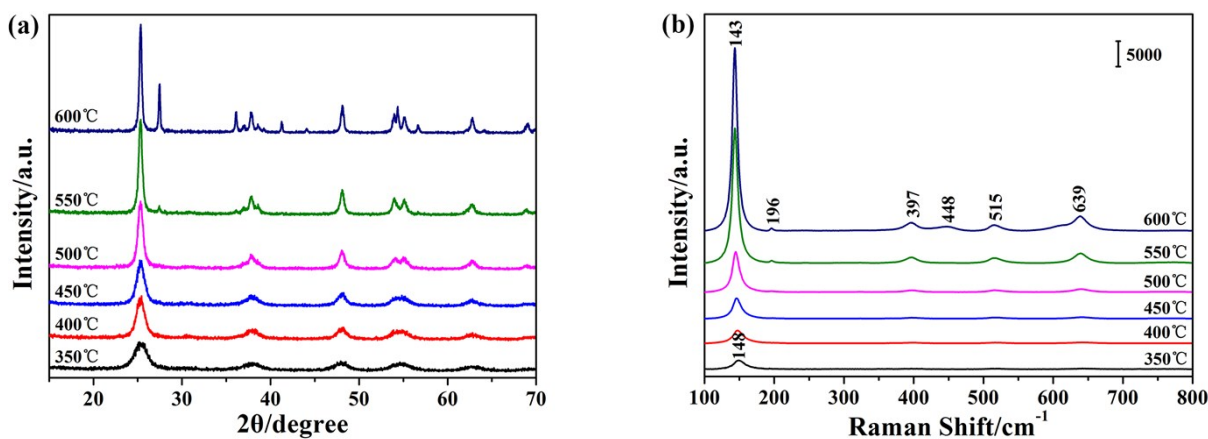 (a)
Intensity/a.u.
600℃
550℃
500℃
450℃
400℃
350℃
20 30 40 50 60 70
2θ/degree
(b)
Intensity/a.u.
143
5000
196
397
448
515
639
600℃
550℃
500℃
450℃
400℃
148
350℃
100 200 300 400 500 600 700 800
Raman Shift/cm⁻¹